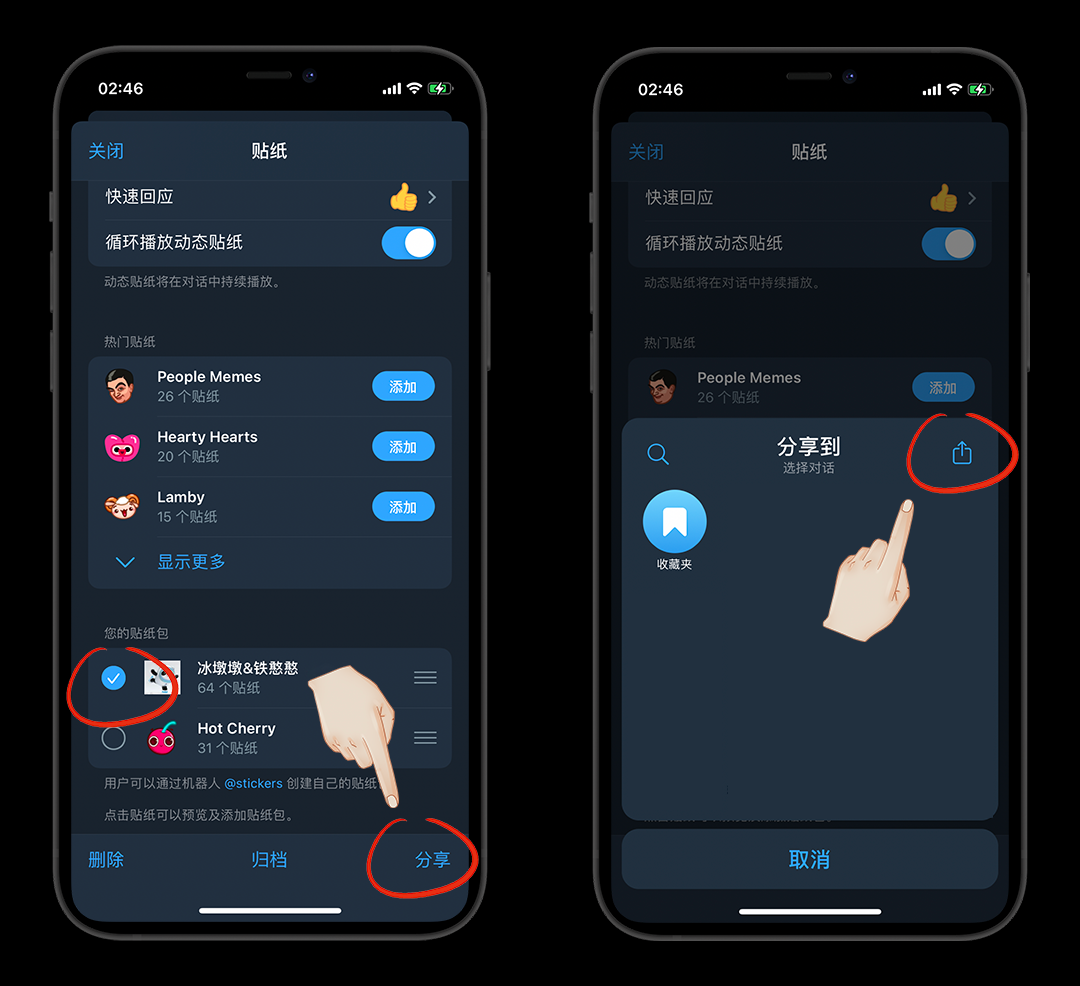 02:46
关闭
贴纸
快速回应
循环播放动态贴纸
动态贴纸将在对话中持续播放。
热门贴纸
People Memes
添加
26 个贴纸
Hearty Hearts
添加
20 个贴纸
Lamby
添加
15 个贴纸
显示更多
您的贴纸包
冰墩墩&铁憨憨
64 个贴纸
Hot Cherry
31 个贴纸
用户可以通过机器人 @stickers 创建自己的贴纸
点击贴纸可以预览及添加贴纸包。
删除
归档
分享
02:46
关闭
贴纸
快速回应
循环播放动态贴纸
动态贴纸将在对话中持续播放。
热门贴纸
People Memes
添加
26 个贴纸
分享到
选择对话
收藏夹
取消